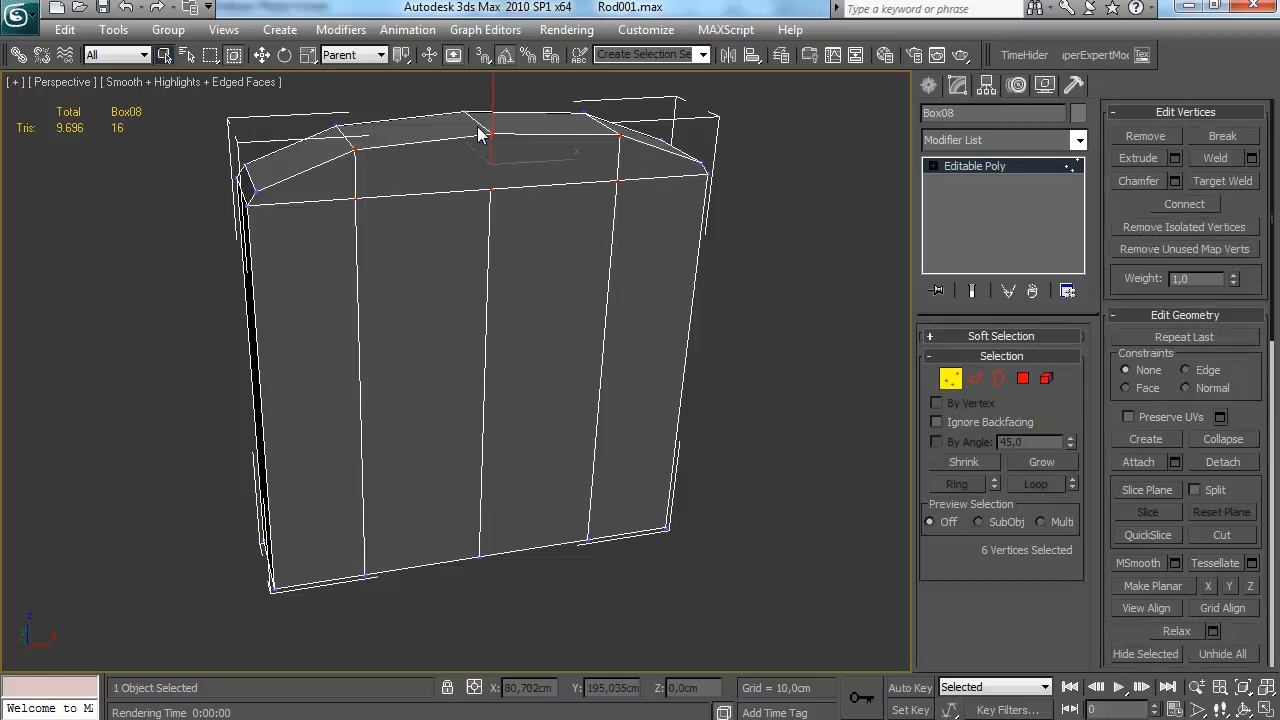 Autodesk 3ds Max 2010 SP1 x64 Rod001.max
Type a keyword or phrase
Edit Tools Group Views Create Modifiers Animation Graph Editors Rendering Customize MAXScript Help
All Parent Create Selection Se TimeHider uperExpertMod Tex
[ + ] [ Perspective ] [ Smooth + Highlights + Edged Faces ]
Total Box08
Tris: 9.696 16
x
z
x
Box08
Modifier List
Editable Poly
Soft Selection
Selection
By Vertex
Ignore Backfacing
By Angle: 45,0
Shrink Grow
Ring Loop
Preview Selection
Off SubObj Multi
6 Vertices Selected
Edit Vertices
Remove Break
Extrude Weld
Chamfer Target Weld
Connect
Remove Isolated Vertices
Remove Unused Map Verts
Weight: 1,0
Edit Geometry
Repeat Last
Constraints
None Edge
Face Normal
Preserve UVs
Create Collapse
Attach Detach
Slice Plane Split
Slice Reset Plane
QuickSlice Cut
MSmooth Tessellate
Make Planar X Y Z
View Align Grid Align
Relax
Hide Selected Unhide All
1 Object Selected X: 80,702cm Y: 195,035cm Z: 0,0cm Grid = 10,0cm Auto Key Selected
Welcome to MA Rendering Time 0:00:00 Add Time Tag Set Key Key Filters... 0